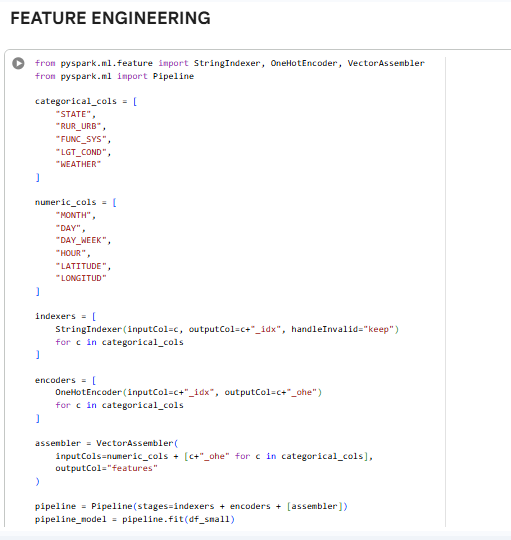 FEATURE ENGINEERING
from pyspark.ml.feature import StringIndexer, OneHotEncoder, VectorAssembler
from pyspark.ml import Pipeline
categorical_cols = [
    "STATE",
    "RUR_URB",
    "FUNC_SYS",
    "LGT_COND",
    "WEATHER"
]
numeric_cols = [
    "MONTH",
    "DAY",
    "DAY_WEEK",
    "HOUR",
    "LATITUDE",
    "LONGITUD"
]
indexers = [
    StringIndexer(inputCol=c, outputCol=c+"_idx", handleInvalid="keep")
    for c in categorical_cols
]
encoders = [
    OneHotEncoder(inputCol=c+"_idx", outputCol=c+"_ohe")
    for c in categorical_cols
]
assembler = VectorAssembler(
    inputCols=numeric_cols + [c+"_ohe" for c in categorical_cols],
    outputCol="features"
)
pipeline = Pipeline(stages=indexers + encoders + [assembler])
pipeline_model = pipeline.fit(df_small)